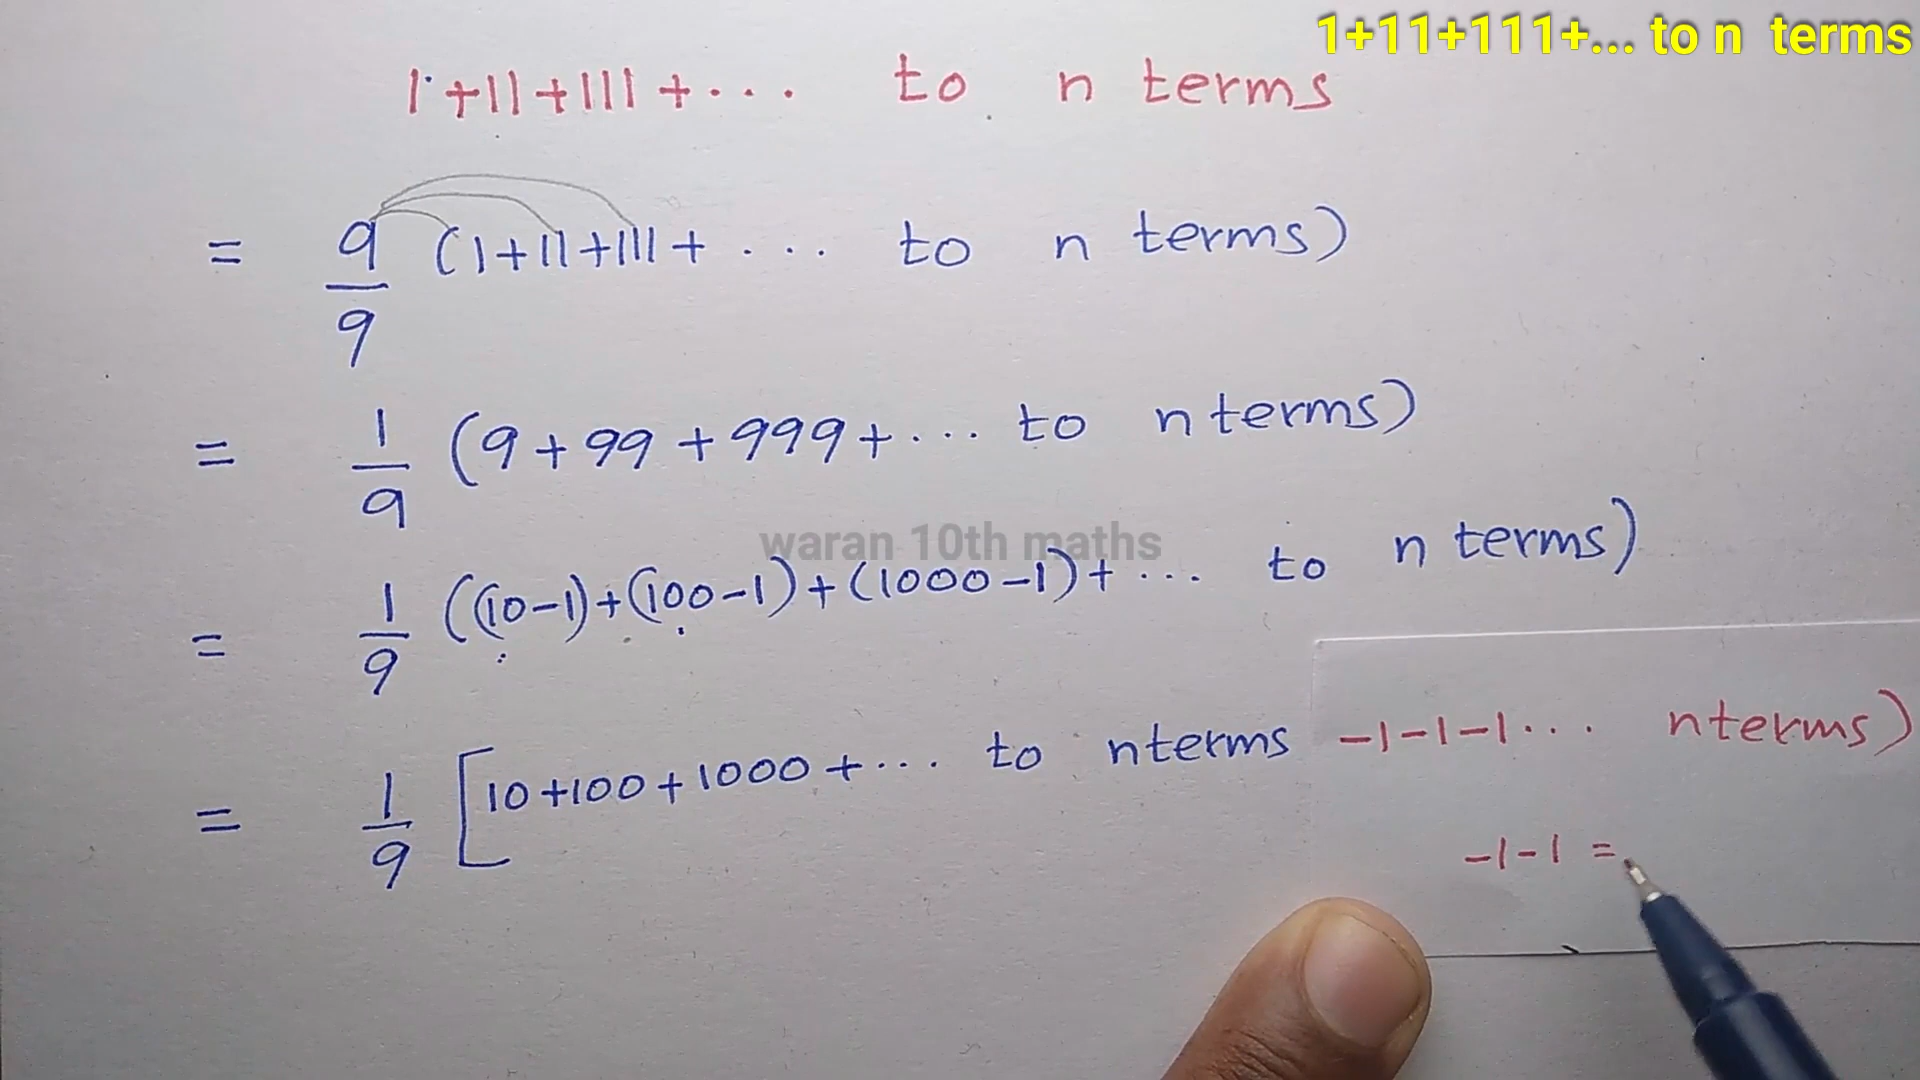 1+11+111+... to n terms
1+11+111+... to n terms
= 9/9 (1+11+111+... to n terms)
= 1/9 (9+99+999+... to n terms)
waran 10th maths
= 1/9 ((10-1)+(100-1)+(1000-1)+... to n terms)
= 1/9 [10+100+1000+... to nterms -1-1-1... nterms)
-1-1 =